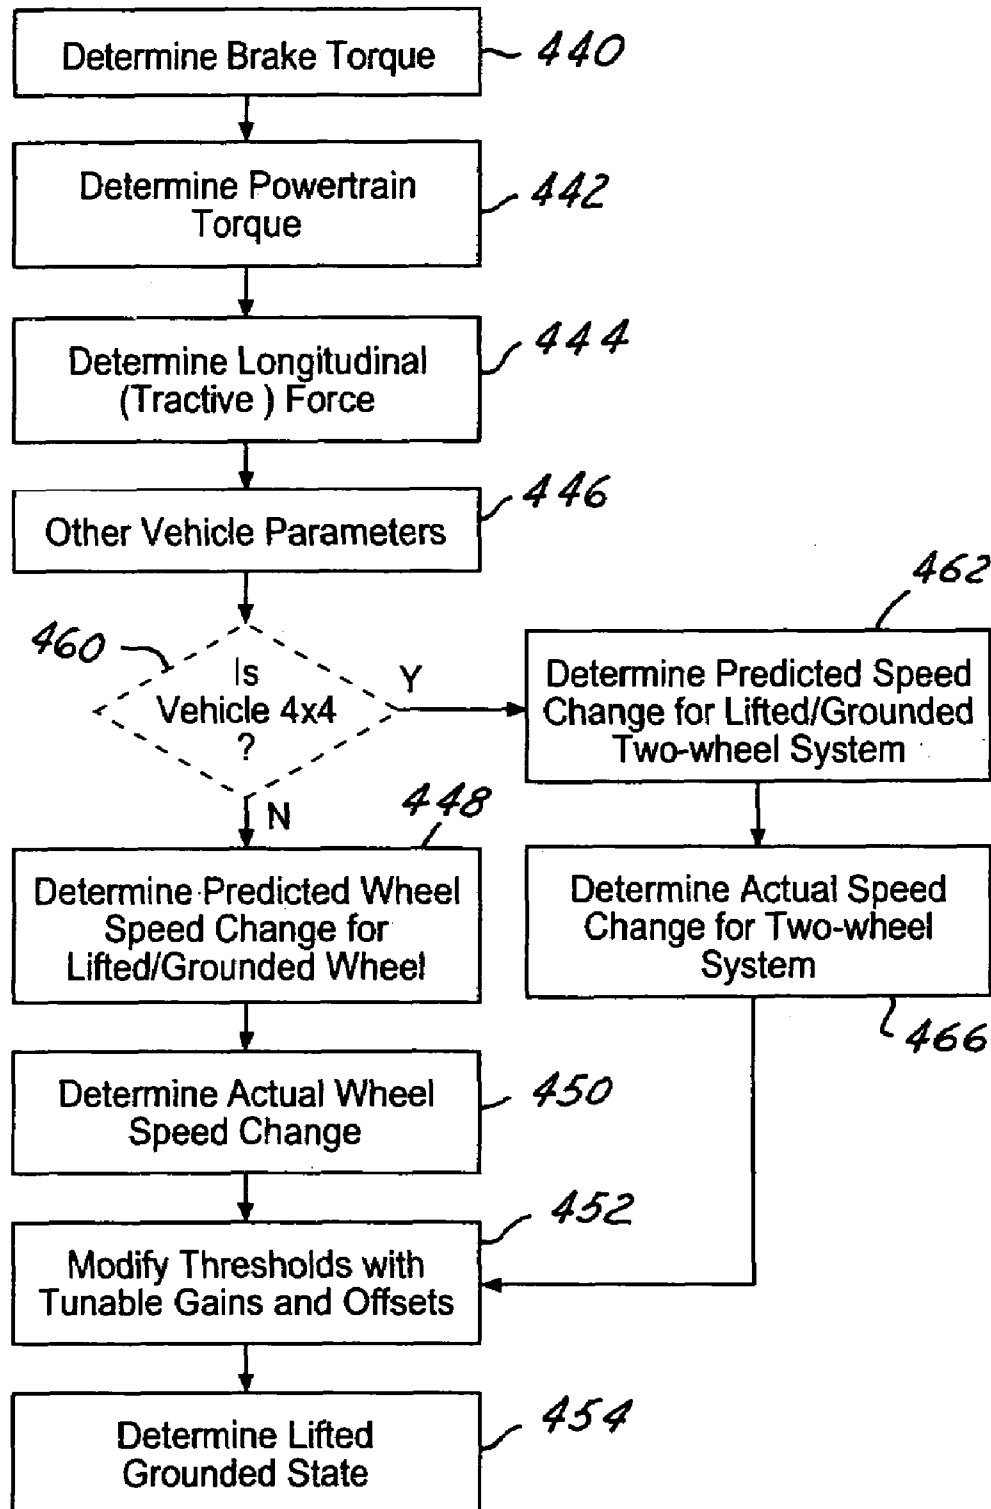 Determine Brake Torque
440
Determine Powertrain
Torque
442
Determine Longitudinal
(Tractive ) Force
444
Other Vehicle Parameters
446
460
Is
Vehicle 4x4
?
Y
N
462
Determine Predicted Speed
Change for Lifted/Grounded
Two-wheel System
448
Determine Predicted Wheel
Speed Change for
Lifted/Grounded Wheel
Determine Actual Speed
Change for Two-wheel
System
466
Determine Actual Wheel
Speed Change
450
Modify Thresholds with
Tunable Gains and Offsets
452
Determine Lifted
Grounded State
454